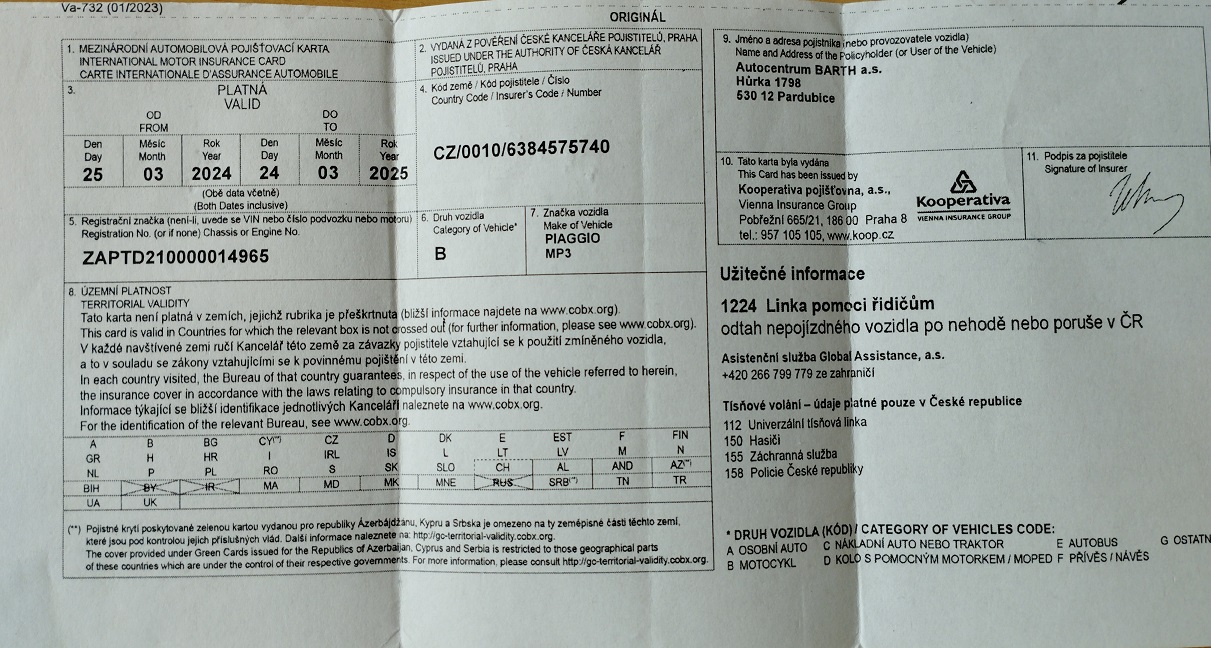 Va-732 (01/2023)
ORIGINÁL
1. MEZINÁRODNÍ AUTOMOBILOVÁ POJIŠŤOVACÍ KARTA
INTERNATIONAL MOTOR INSURANCE CARD
CARTE INTERNATIONALE D'ASSURANCE AUTOMOBILE
2. VYDANÁ Z POVĚŘENÍ ČESKÉ KANCELÁŘE POJISTITELŮ, PRAHA
ISSUED UNDER THE AUTHORITY OF ČESKÁ KANCELÁŘ
POJISTITELŮ, PRAHA
3. PLATNÁ
VALID
OD DO
FROM TO
Den Měsíc Rok Den Měsíc Rok
Day Month Year Day Month Year
25 03 2024 24 03 2025
(Obě data včetně)
(Both Dates inclusive)
4. Kód země / Kód pojistitele / Číslo
Country Code / Insurer's Code / Number
CZ/0010/6384575740
5. Registrační značka (není-li, uvede se VIN nebo číslo podvozku nebo motoru)
Registration No. (or if none) Chassis or Engine No.
ZAPTD210000014965
6. Druh vozidla
Category of Vehicle*
B
7. Značka vozidla
Make of Vehicle
PIAGGIO
MP3
8. ÚZEMNÍ PLATNOST
TERRITORIAL VALIDITY
Tato karta není platná v zemích, jejichž rubrika je přeškrtnuta (bližší informace najdete na www.cobx.org).
This card is valid in Countries for which the relevant box is not crossed out (for further information, please see www.cobx.org).
V každé navštívené zemi ručí Kancelář této země za závazky pojistitele vztahující se k použití zmíněného vozidla,
a to v souladu se zákony vztahujícími se k povinnému pojištění v této zemi.
In each country visited, the Bureau of that country guarantees, in respect of the use of the vehicle referred to herein,
the insurance cover in accordance with the laws relating to compulsory insurance in that country.
Informace týkající se bližší identifikace jednotlivých Kanceláří naleznete na www.cobx.org.
For the identification of the relevant Bureau, see www.cobx.org.
A B BG CY(**) CZ D DK E EST F FIN
GR H HR I IRL IS L LT LV M N
NL P PL RO S SK SLO CH AL AND AZ(**)
BIH BY IR MA MD MK MNE RUS SRB(**) TN TR
UA UK
(**) Pojistné krytí poskytované zelenou kartou vydanou pro republiky Ázerbájdžánu, Kypru a Srbska je omezeno na ty zeměpisné části těchto zemí,
které jsou pod kontrolou jejich příslušných vlád. Další informace naleznete na: http://gc-territorial-validity.cobx.org.
The cover provided under Green Cards issued for the Republics of Azerbaijan, Cyprus and Serbia is restricted to those geographical parts
of these countries which are under the control of their respective governments. For more information, please consult http://gc-territorial-validity.cobx.org.
9. Jméno a adresa pojistníka (nebo provozovatele vozidla)
Name and Address of the Policyholder (or User of the Vehicle)
Autocentrum BARTH a.s.
Hůrka 1798
530 12 Pardubice
10. Tato karta byla vydána
This Card has been issued by
Kooperativa pojišťovna, a.s.,
Vienna Insurance Group
Pobřežní 665/21, 186 00 Praha 8
tel.: 957 105 105, www.koop.cz
Kooperativa
VIENNA INSURANCE GROUP
11. Podpis za pojistitele
Signature of Insurer
Užitečné informace
1224 Linka pomoci řidičům
odtah nepojízdného vozidla po nehodě nebo poruše v ČR
Asistenční služba Global Assistance, a.s.
+420 266 799 779 ze zahraničí
Tísňové volání – údaje platné pouze v České republice
112 Univerzální tísňová linka
150 Hasiči
155 Záchranná služba
158 Policie České republiky
* DRUH VOZIDLA (KÓD) / CATEGORY OF VEHICLES CODE:
A OSOBNÍ AUTO C NÁKLADNÍ AUTO NEBO TRAKTOR E AUTOBUS G OSTATN
B MOTOCYKL D KOLO S POMOCNÝM MOTORKEM / MOPED F PŘÍVĚS / NÁVĚS